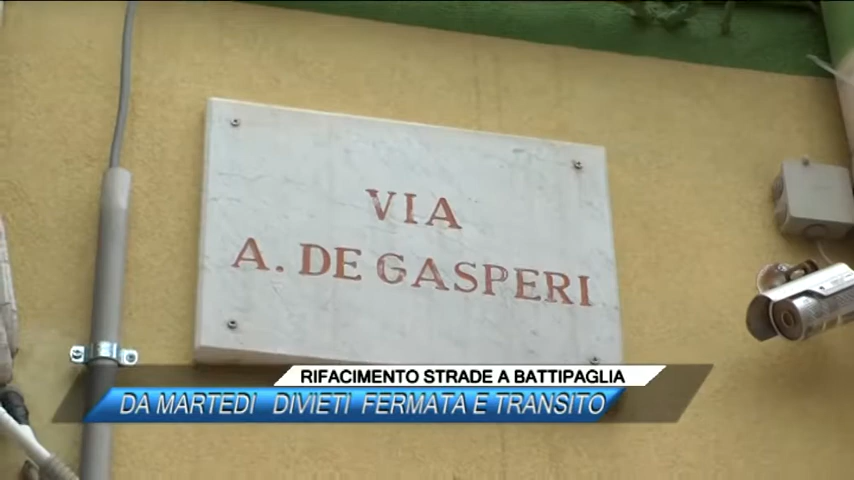 VIA
A. DE GASPERI
RIFACIMENTO STRADE A BATTIPAGLIA
DA MARTEDI DIVIETI FERMATA E TRANSITO